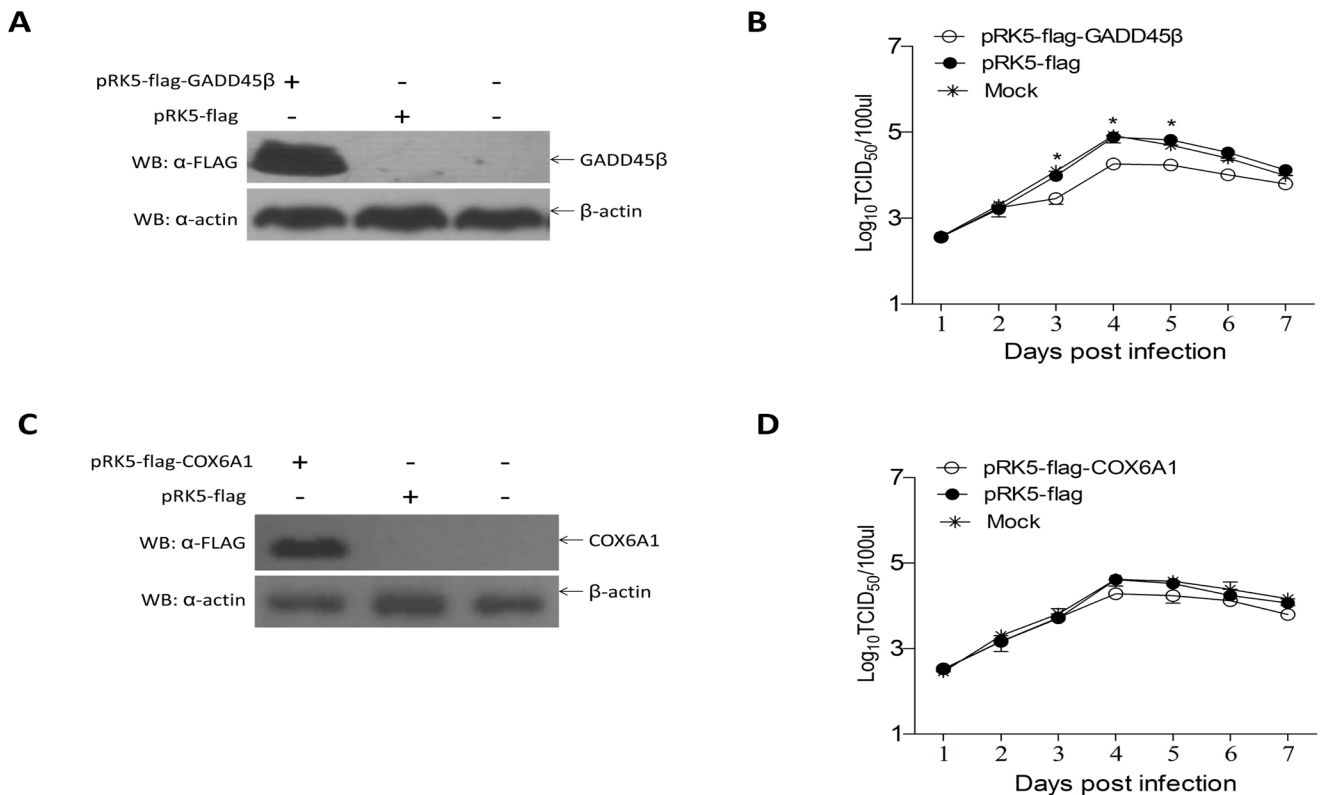 A
pRK5-flag-GADD45β + - -
pRK5-flag - + -
WB: α-FLAG
GADD45β
WB: α-actin
β-actin
B
pRK5-flag-GADD45β
pRK5-flag
Mock
7
5
3
1
Log10TCID50/100ul
* * *
1 2 3 4 5 6 7
Days post infection
C
pRK5-flag-COX6A1 + - -
pRK5-flag - + -
WB: α-FLAG
COX6A1
WB: α-actin
β-actin
D
pRK5-flag-COX6A1
pRK5-flag
Mock
7
5
3
1
Log10TCID50/100ul
1 2 3 4 5 6 7
Days post infection